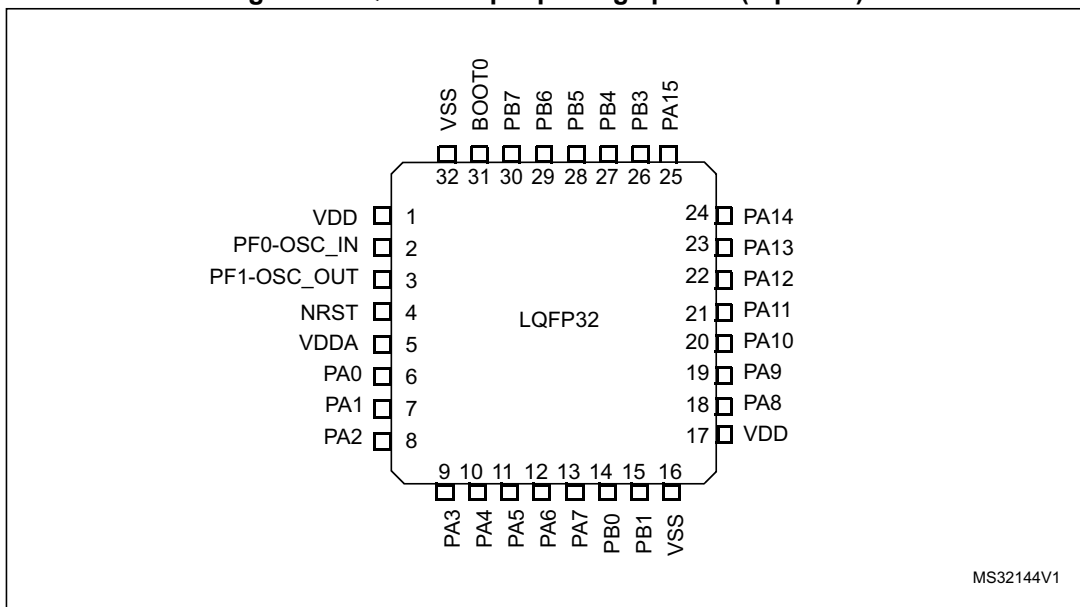 VSS
BOOT0
PB7
PB6
PB5
PB4
PB3
PA15
32 31 30 29 28 27 26 25
VDD 1
PF0-OSC_IN 2
PF1-OSC_OUT 3
NRST 4
VDDA 5
PA0 6
PA1 7
PA2 8
LQFP32
24 PA14
23 PA13
22 PA12
21 PA11
20 PA10
19 PA9
18 PA8
17 VDD
9 10 11 12 13 14 15 16
PA3
PA4
PA5
PA6
PA7
PB0
PB1
VSS
MS32144V1